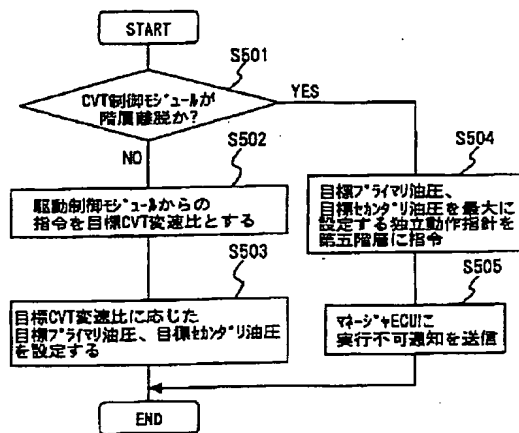 START
S501
CVT制御モジュールが
階層離脱か?
YES
NO
S502
駆動制御モジュールからの
指令を目標CVT変速比とする
S503
目標CVT変速比に応じた
目標プライマリ油圧、目標セカンダリ油圧
を設定する
S504
目標プライマリ油圧、
目標セカンダリ油圧を最大に
設定する独立動作指針を
第五階層に指令
S505
マネージャECUに
実行不可通知を送信
END